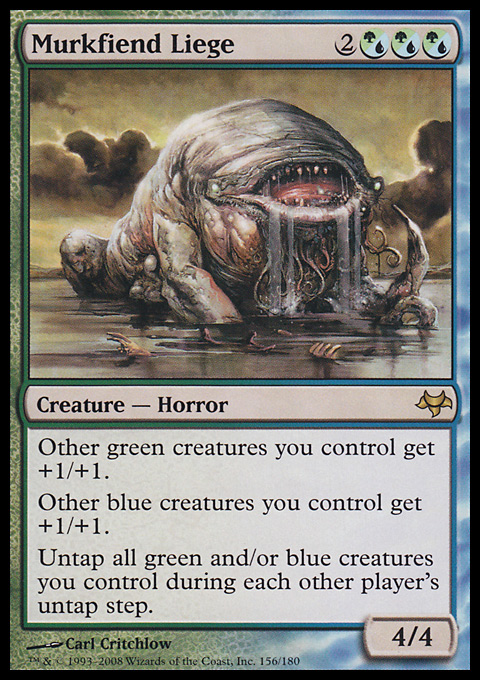 Murkfiend Liege 2
Creature — Horror
Other green creatures you control get
+1/+1.
Other blue creatures you control get
+1/+1.
Untap all green and/or blue creatures
you control during each other player's
untap step.
Carl Critchlow
™ & © 1993–2008 Wizards of the Coast, Inc. 156/180
4/4